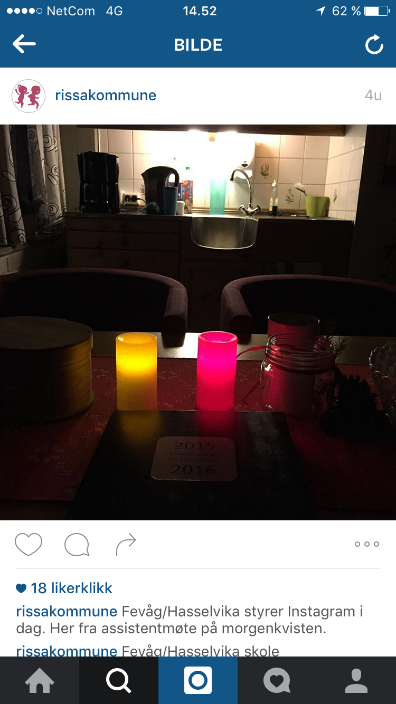 NetCom 4G 14.52 62 %
BILDE
rissakommune 4u
2015
2016
18 likerklikk
rissakommune Fevåg/Hasselvika styrer Instagram i
dag. Her fra assistentmøte på morgenkvisten.
rissakommune Fevåg/Hasselvika skole